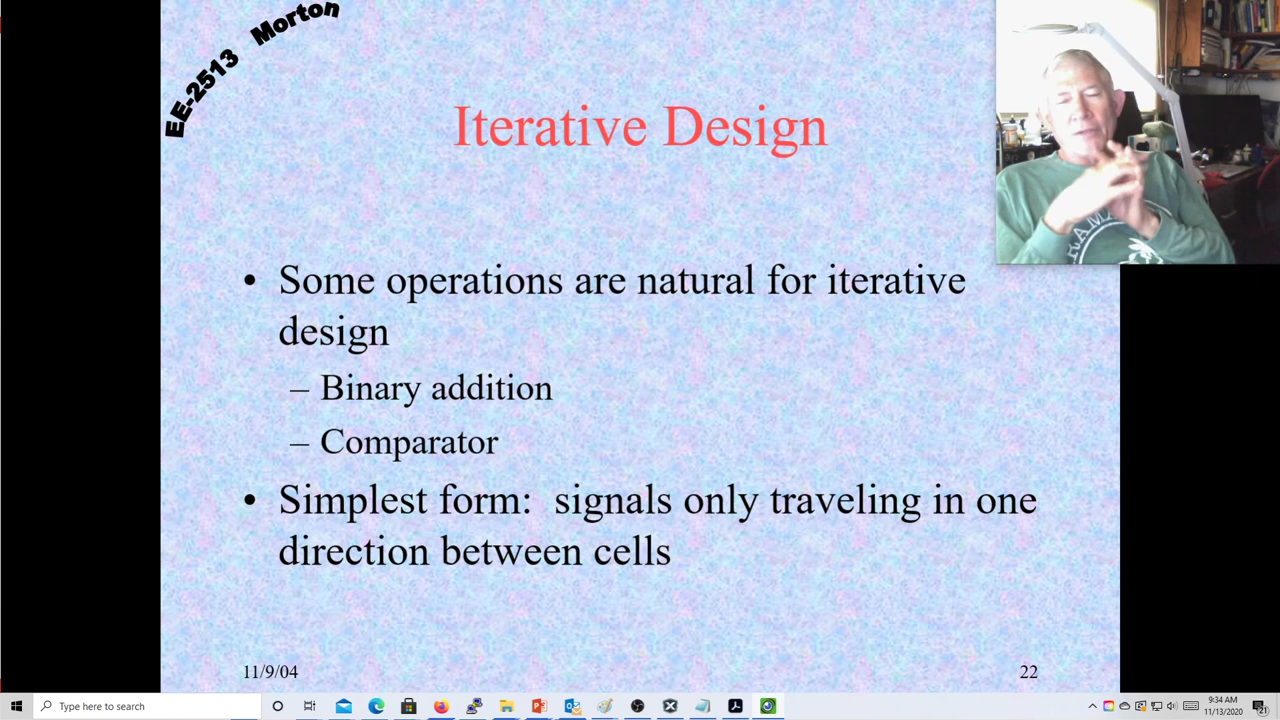 EE-2513 Morton
Iterative Design
• Some operations are natural for iterative
design
– Binary addition
– Comparator
• Simplest form: signals only traveling in one
direction between cells
11/9/04
22
Type here to search
9:34 AM
11/13/2020
21